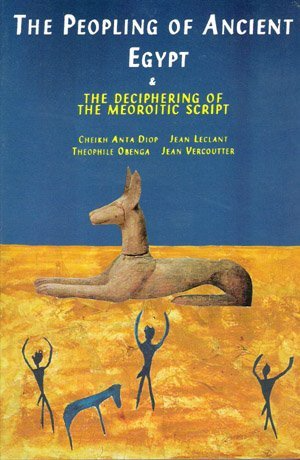 THE PEOPLING OF ANCIENT
EGYPT
&
THE DECIPHERING OF
THE MEOROITIC SCRIPT
CHEIKH ANTA DIOP JEAN LECLANT
THEOPHILE OBENGA JEAN VERCOUTTER